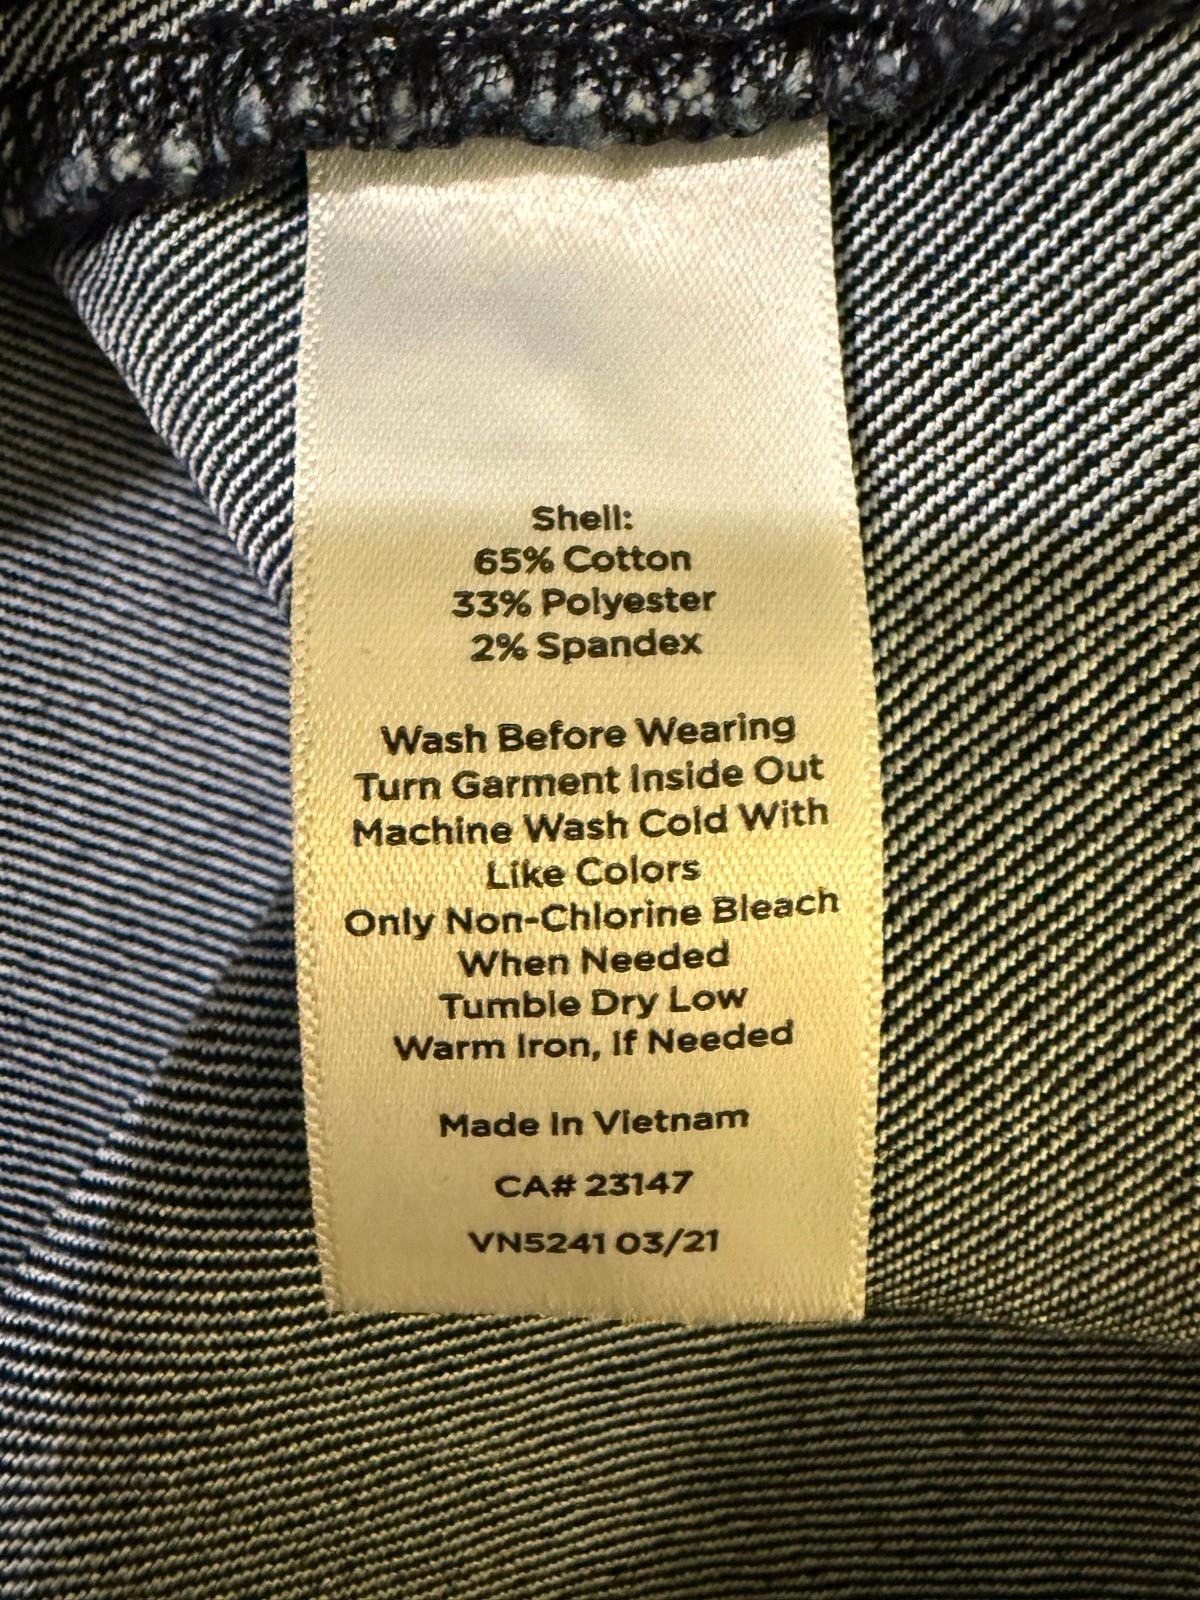 Shell:
65% Cotton
33% Polyester
2% Spandex
Wash Before Wearing
Turn Garment Inside Out
Machine Wash Cold With
Like Colors
Only Non-Chlorine Bleach
When Needed
Tumble Dry Low
Warm Iron, If Needed
Made In Vietnam
CA# 23147
VN5241 03/21